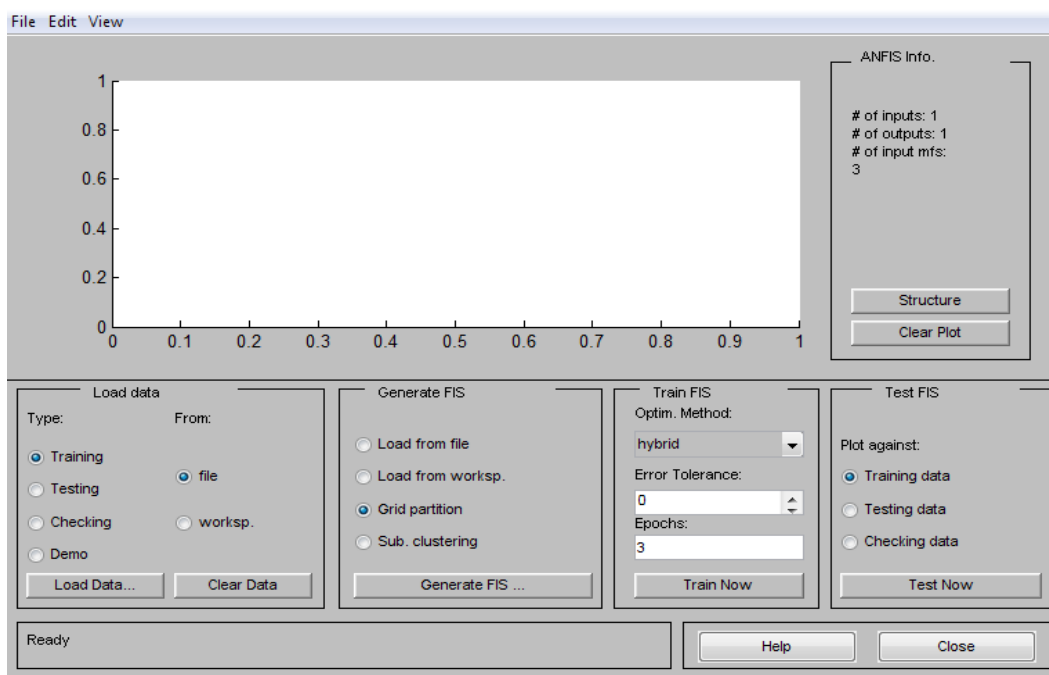 File Edit View
1
0.8
0.6
0.4
0.2
0
0 0.1 0.2 0.3 0.4 0.5 0.6 0.7 0.8 0.9 1
ANFIS Info.
# of inputs: 1
# of outputs: 1
# of input mfs:
3
Structure
Clear Plot
Load data
Type: From:
Training
file
Testing
Checking
worksp.
Demo
Load Data... Clear Data
Generate FIS
Load from file
Load from worksp.
Grid partition
Sub. clustering
Generate FIS ...
Train FIS
Optim. Method:
hybrid
Error Tolerance:
0
Epochs:
3
Train Now
Test FIS
Plot against:
Training data
Testing data
Checking data
Test Now
Ready
Help Close